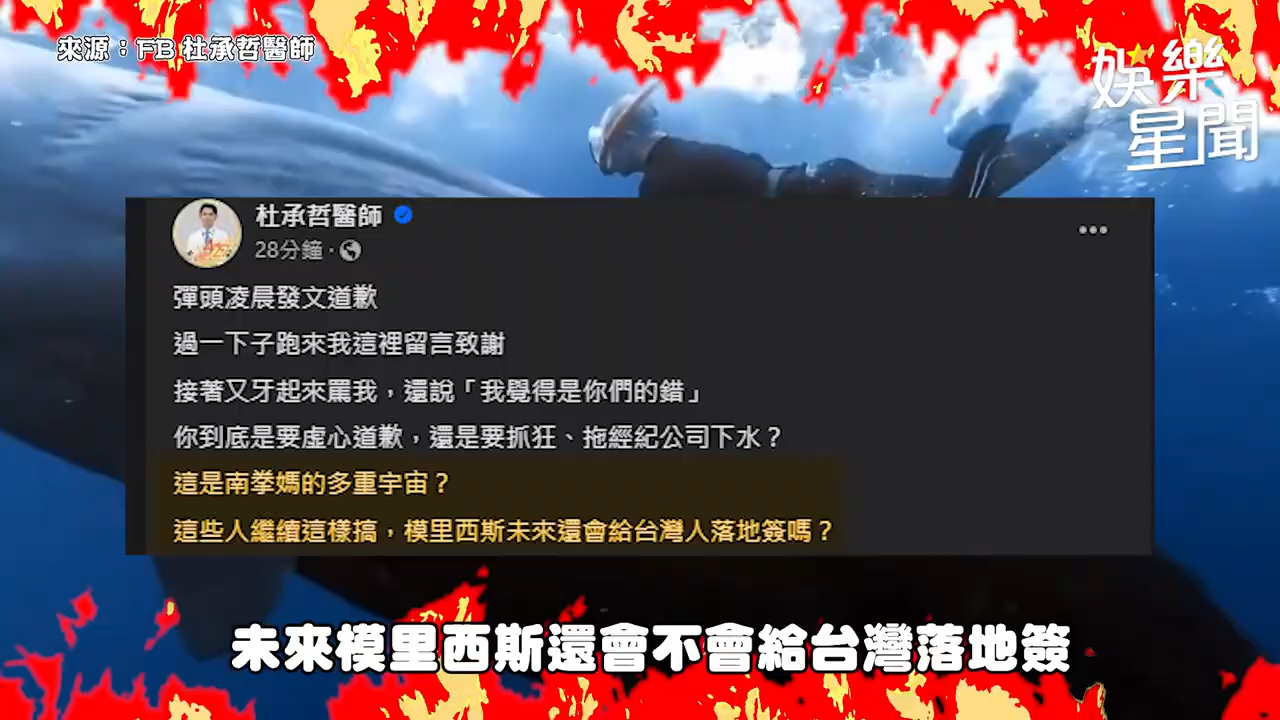 來源：FB 杜承哲醫師
娛樂
星聞
杜承哲醫師
28分鐘·
彈頭凌晨發文道歉
過一下子跑來我這裡留言致謝
接著又牙起來罵我，還說「我覺得是你們的錯」
你到底是要虛心道歉，還是要抓狂、拖經紀公司下水？
這是南拳媽的多重宇宙？
這些人繼續這樣搞，模里西斯未來還會給台灣人落地簽嗎？
未來模里西斯還會不會給台灣落地簽